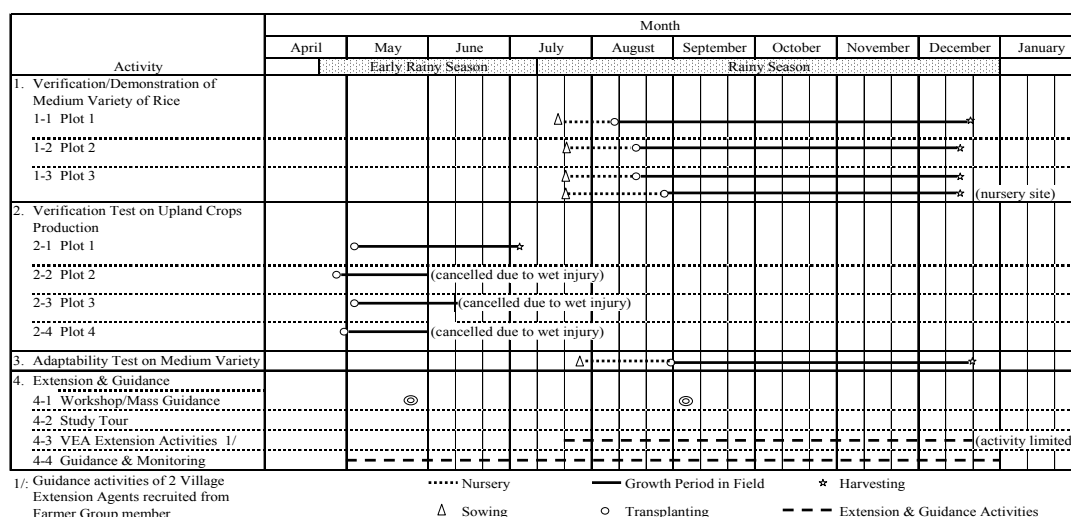 Month
April May June July August September October November December January
Activity
Early Rainy Season Rainy Season
1. Verification/Demonstration of
Medium Variety of Rice
1-1 Plot 1
1-2 Plot 2
1-3 Plot 3
(nursery site)
2. Verification Test on Upland Crops
Production
2-1 Plot 1
2-2 Plot 2 (cancelled due to wet injury)
2-3 Plot 3 (cancelled due to wet injury)
2-4 Plot 4 (cancelled due to wet injury)
3. Adaptability Test on Medium Variety
4. Extension & Guidance
4-1 Workshop/Mass Guidance
4-2 Study Tour
4-3 VEA Extension Activities 1/ (activity limited
4-4 Guidance & Monitoring
1/: Guidance activities of 2 Village
Extension Agents recruited from
Farmer Group member
Nursery Growth Period in Field Harvesting
Sowing Transplanting Extension & Guidance Activities